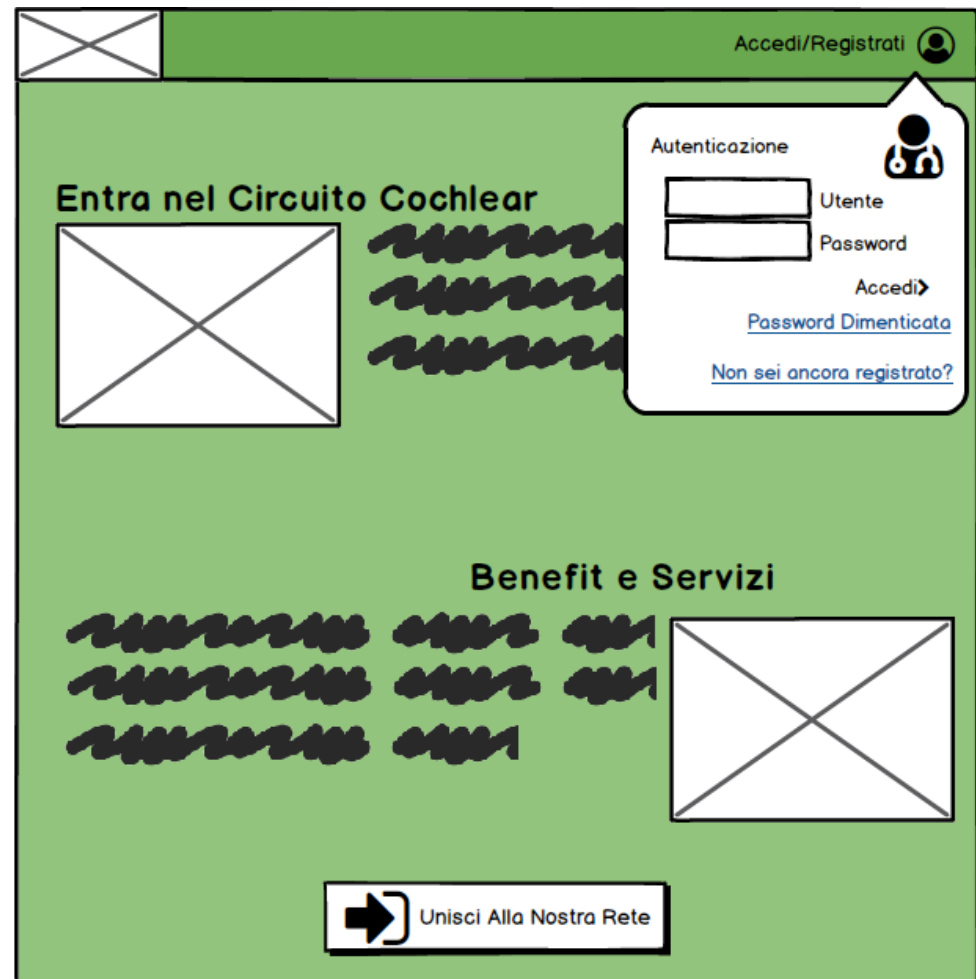 Accedi/Registrati
Autenticazione
Utente
Password
Accedi>
Password Dimenticata
Non sei ancora registrato?
Entra nel Circuito Cochlear
Benefit e Servizi
Unisci Alla Nostra Rete